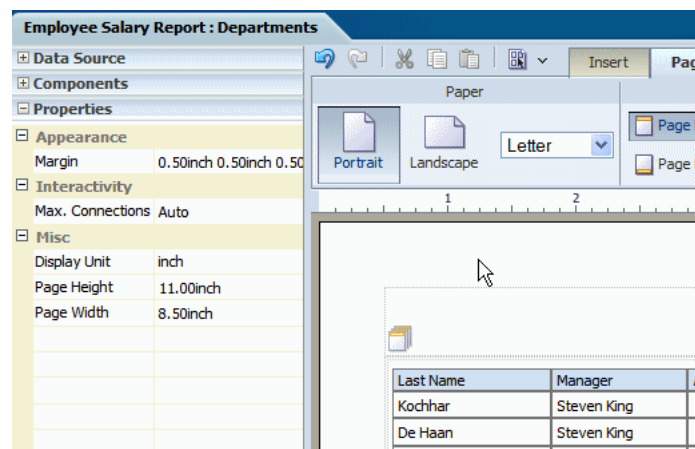 Employee Salary Report : Departments
Data Source
Components
Properties
Appearance
Margin 0.50inch 0.50inch 0.50
Interactivity
Max. Connections Auto
Misc
Display Unit inch
Page Height 11.00inch
Page Width 8.50inch
Insert Pag
Paper
Portrait Landscape Letter
Page
Page
1 2
Last Name Manager
Kochhar Steven King
De Haan Steven King